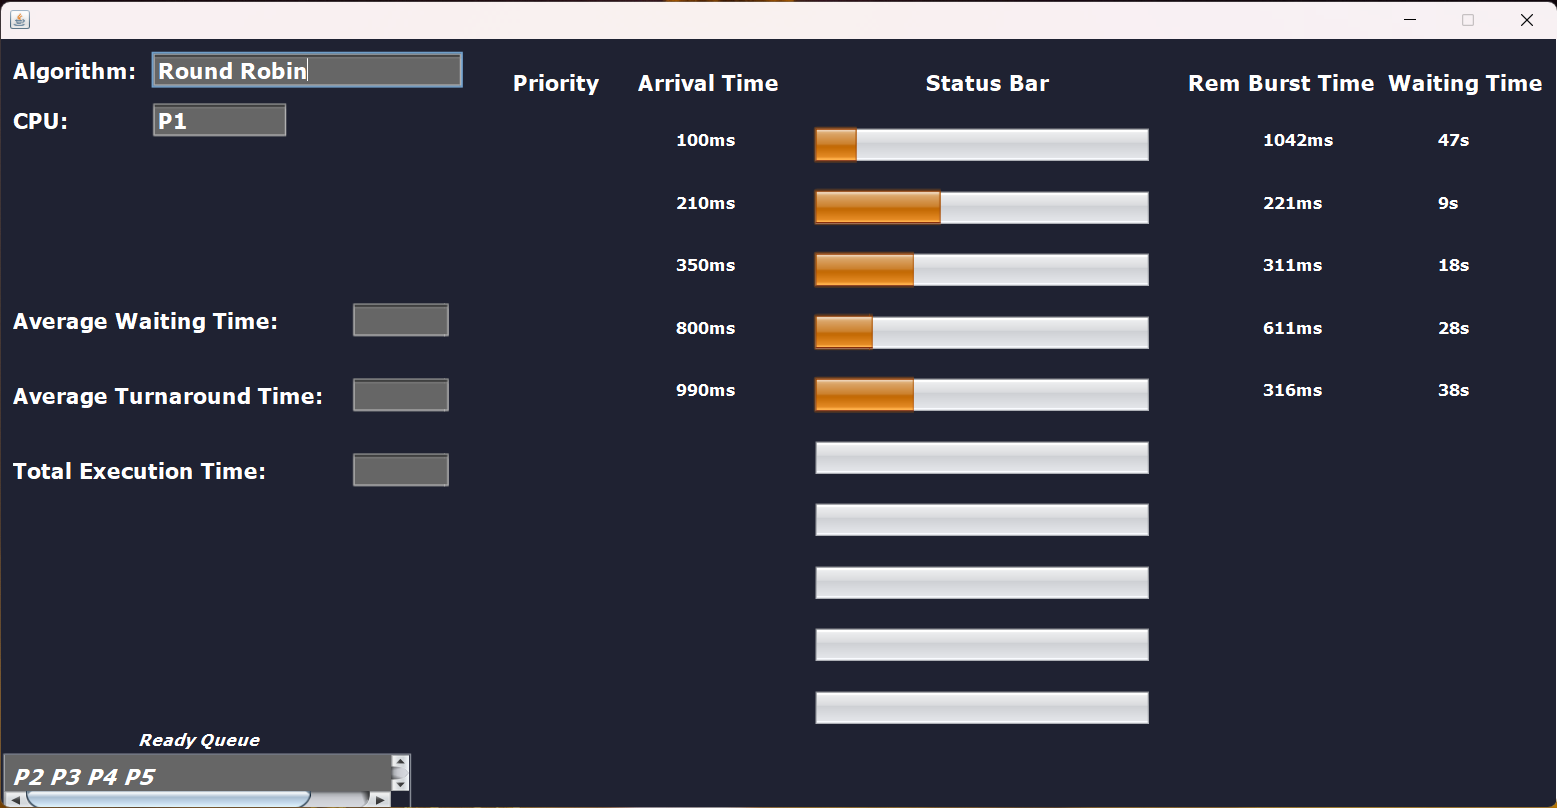 Algorithm: Round Robin
CPU: P1
Priority Arrival Time Status Bar Rem Burst Time Waiting Time
100ms 1042ms 47s
210ms 221ms 9s
350ms 311ms 18s
800ms 611ms 28s
990ms 316ms 38s
Average Waiting Time:
Average Turnaround Time:
Total Execution Time:
Ready Queue
P2 P3 P4 P5